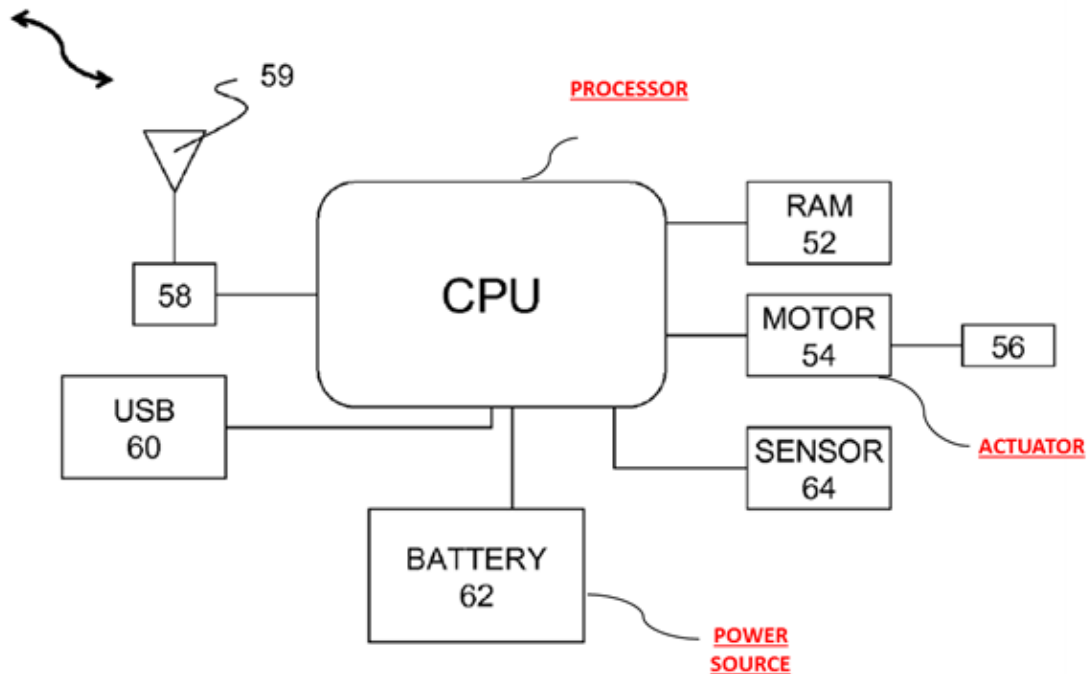 59
PROCESSOR
RAM
52
CPU
58
MOTOR
54
56
USB
60
ACTUATOR
SENSOR
64
BATTERY
62
POWER
SOURCE